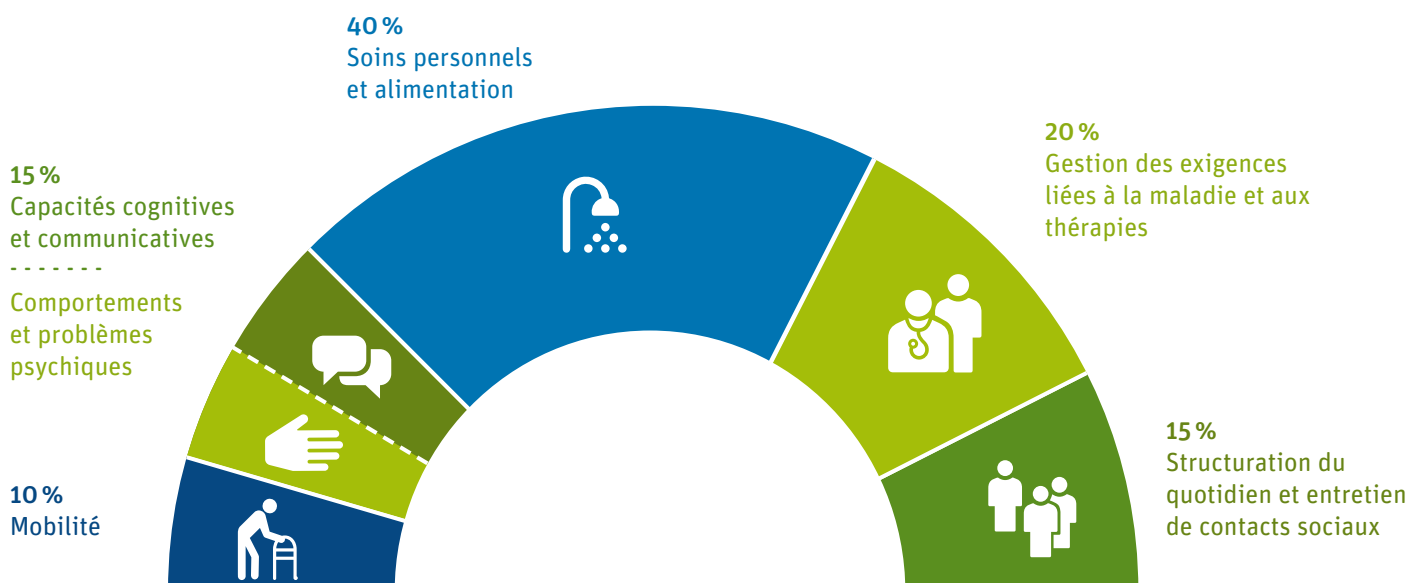 40 %
Soins personnels
et alimentation
20 %
Gestion des exigences
liées à la maladie et aux
thérapies
15 %
Capacités cognitives
et communicatives
- - - - - - -
Comportements
et problèmes
psychiques
10 %
Mobilité
15 %
Structuration du
quotidien et entretien
de contacts sociaux